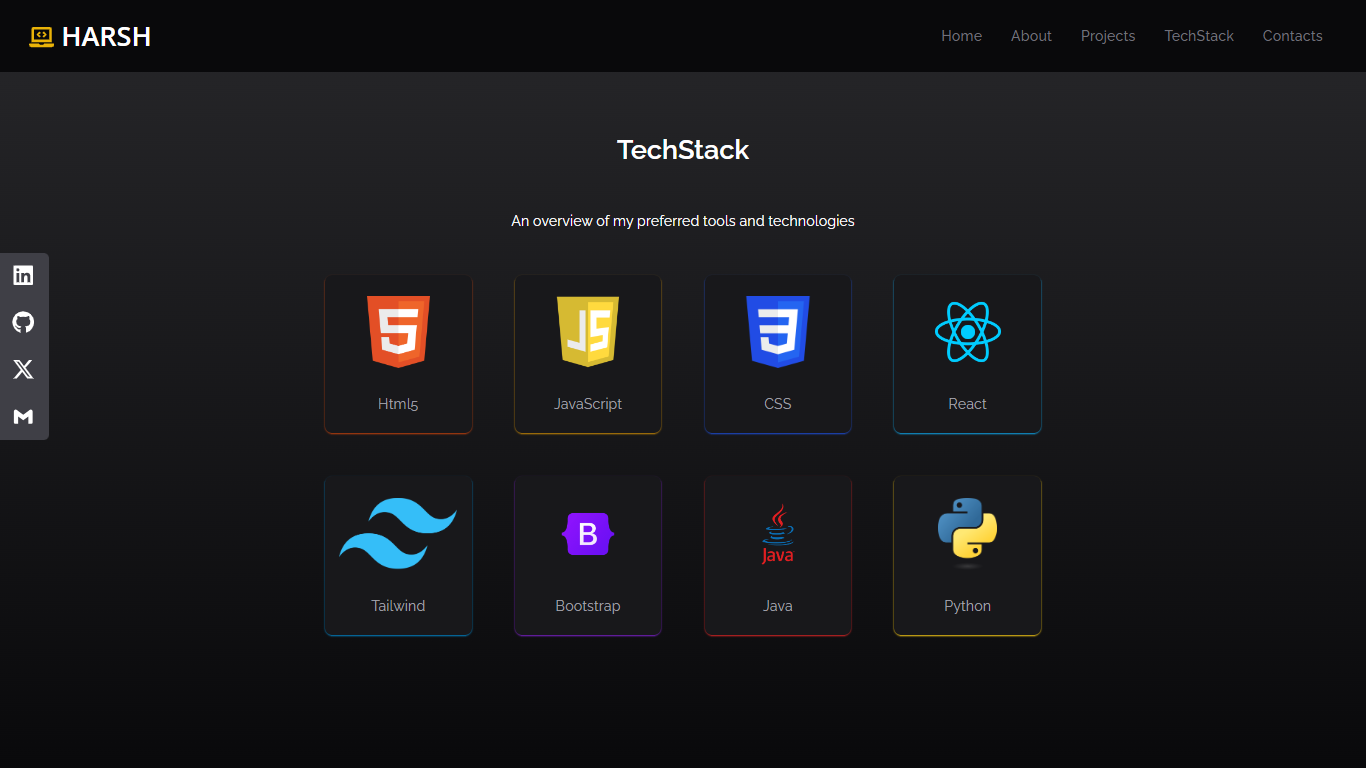 HARSH
Home About Projects TechStack Contacts
TechStack
An overview of my preferred tools and technologies
in
5 JS 3
Html5 JavaScript CSS React
B Java
Tailwind Bootstrap Java Python